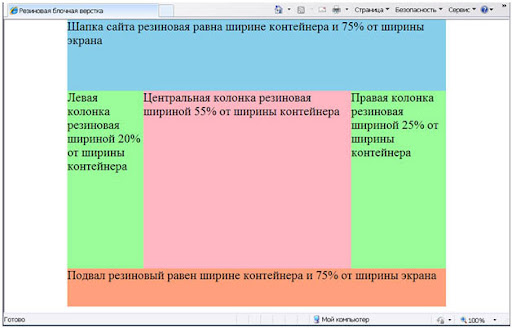 Резиновая блочная верстка
Страница
Безопасность
Сервис
Шапка сайта резиновая равна ширине контейнера и 75% от ширины
экрана
Левая
колонка
резиновая
шириной 20%
от ширины
контейнера
Центральная колонка резиновая
шириной 55% от ширины контейнера
Правая колонка
резиновая
шириной 25% от
ширины
контейнера
Подвал резиновый равен ширине контейнера и 75% от ширины экрана
Готово
Мой компьютер
100%